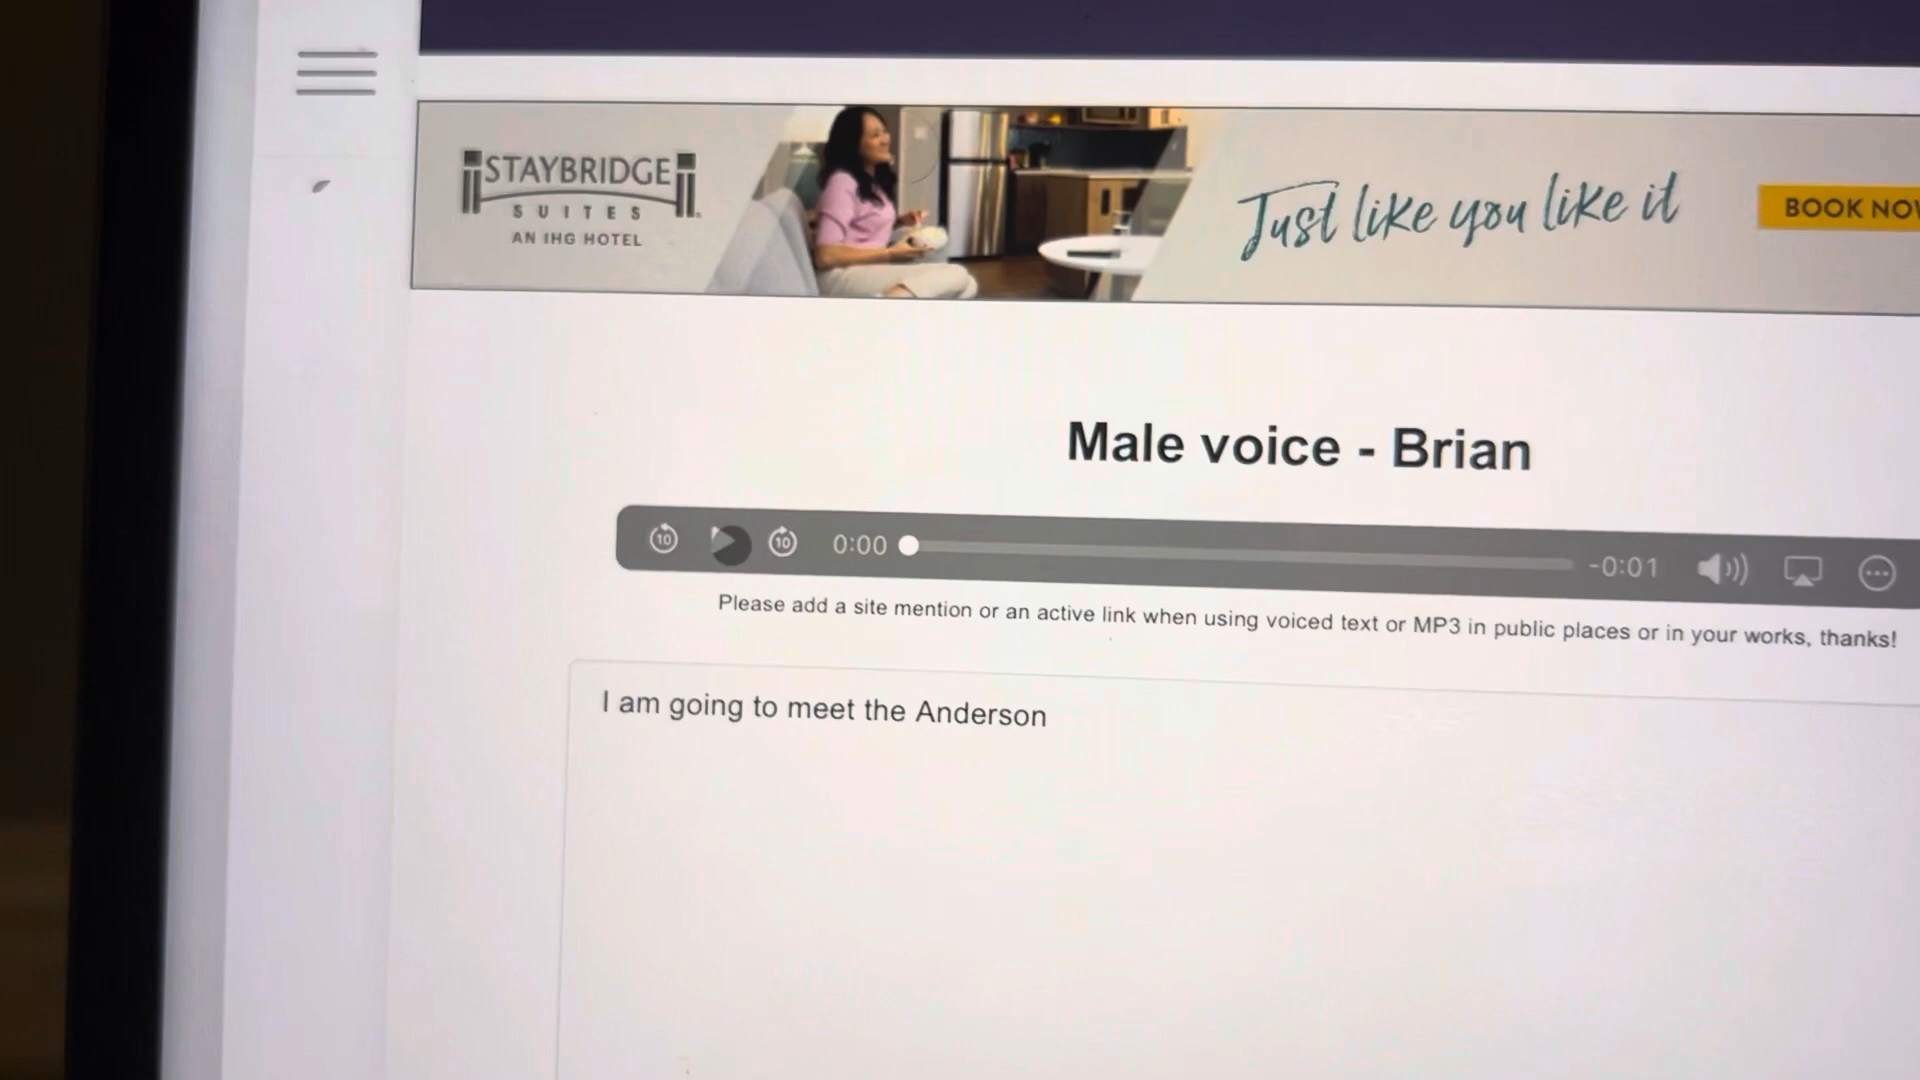 STAYBRIDGE
SUITES
AN IHG HOTEL
Just like you like it
BOOK
Male voice - Brian
10
10
0:00
-0:01
Please add a site mention or an active link when using voiced text or MP3 in public places or in your works, thanks!
I am going to meet the Anderson